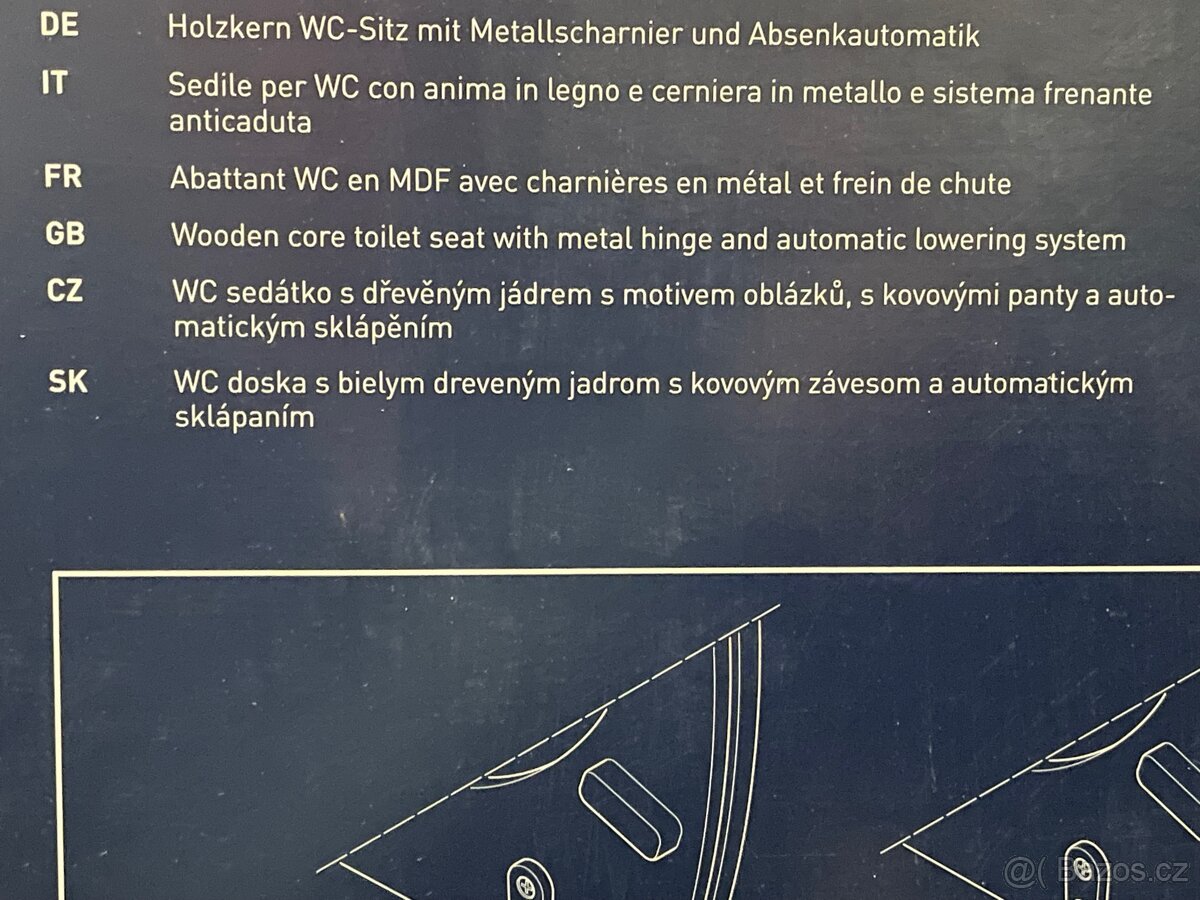 DE Holzkern WC-Sitz mit Metallscharnier und Absenkautomatik
IT Sedile per WC con anima in legno e cerniera in metallo e sistema frenante
anticaduta
FR Abattant WC en MDF avec charnières en métal et frein de chute
GB Wooden core toilet seat with metal hinge and automatic lowering system
CZ WC sedátko s dřevěným jádrem s motivem oblázků, s kovovými panty a auto-
matickým sklápěním
SK WC doska s bielym dreveným jadrom s kovovým závesom a automatickým
sklápaním
@( Bazos.cz